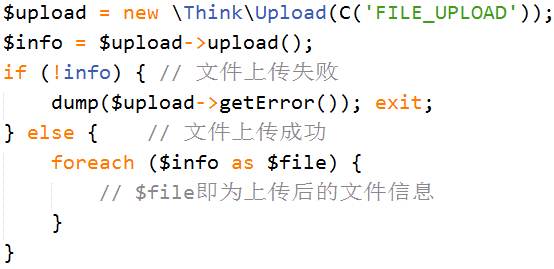 $upload = new \Think\Upload(C('FILE_UPLOAD'));
$info = $upload->upload();
if (!info) { // 文件上传失败
    dump($upload->getError()); exit;
} else {    // 文件上传成功
    foreach ($info as $file) {
        // $file即为上传后的文件信息
    }
}